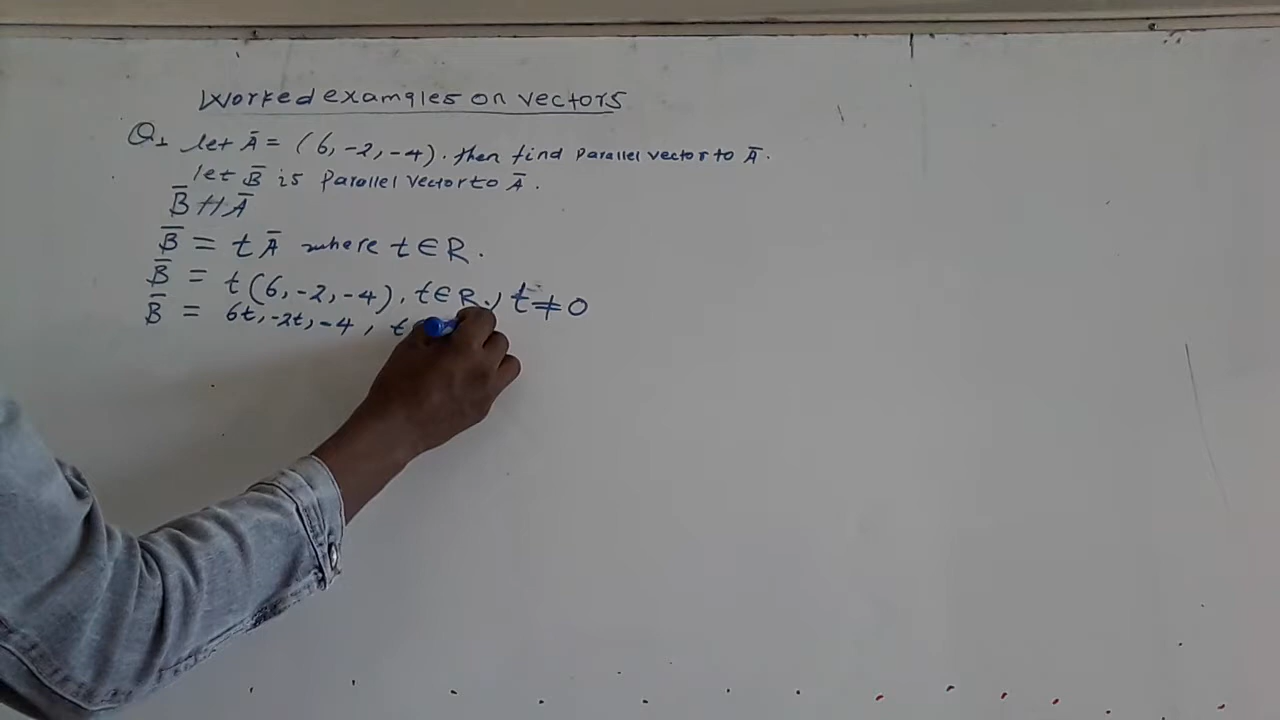 Worked examples on vectors
Q1 let A̅ = (6, -2, -4). then find parallel vector to A̅.
let B̅ is parallel vector to A̅.
B̅ // A̅
B̅ = t A̅ where t ∈ R.
B̅ = t (6, -2, -4), t ∈ R, t ≠ 0
B̅ = 6t, -2t, -4, t